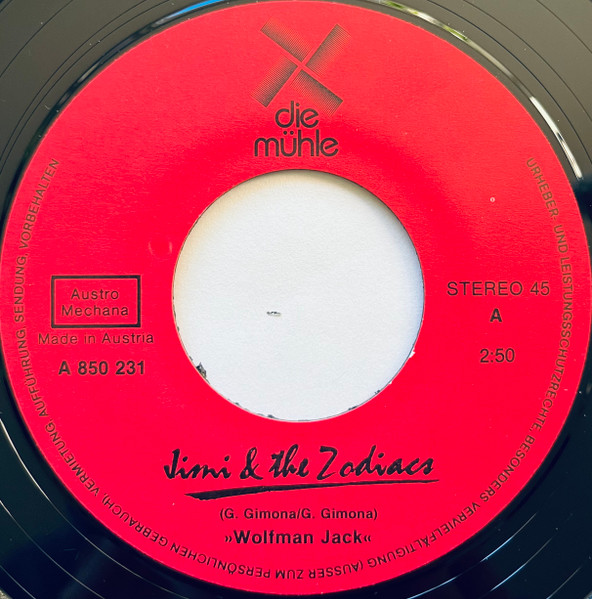 die
mühle
Austro
Mechana
Made in Austria
A 850 231
STEREO 45
A
2:50
Jimi & the Zodiacs
(G. Gimona/G. Gimona)
»Wolfman Jack«
URHEBER- UND LEISTUNGSSCHUTZRECHTE, BESONDERS VERVIELFÄLTIGUNG (AUSSER ZUM PERSÖNLICHEN GEBRAUCH) VERMIETUNG, AUFFÜHRUNG, SENDUNG, VORBEHALTEN